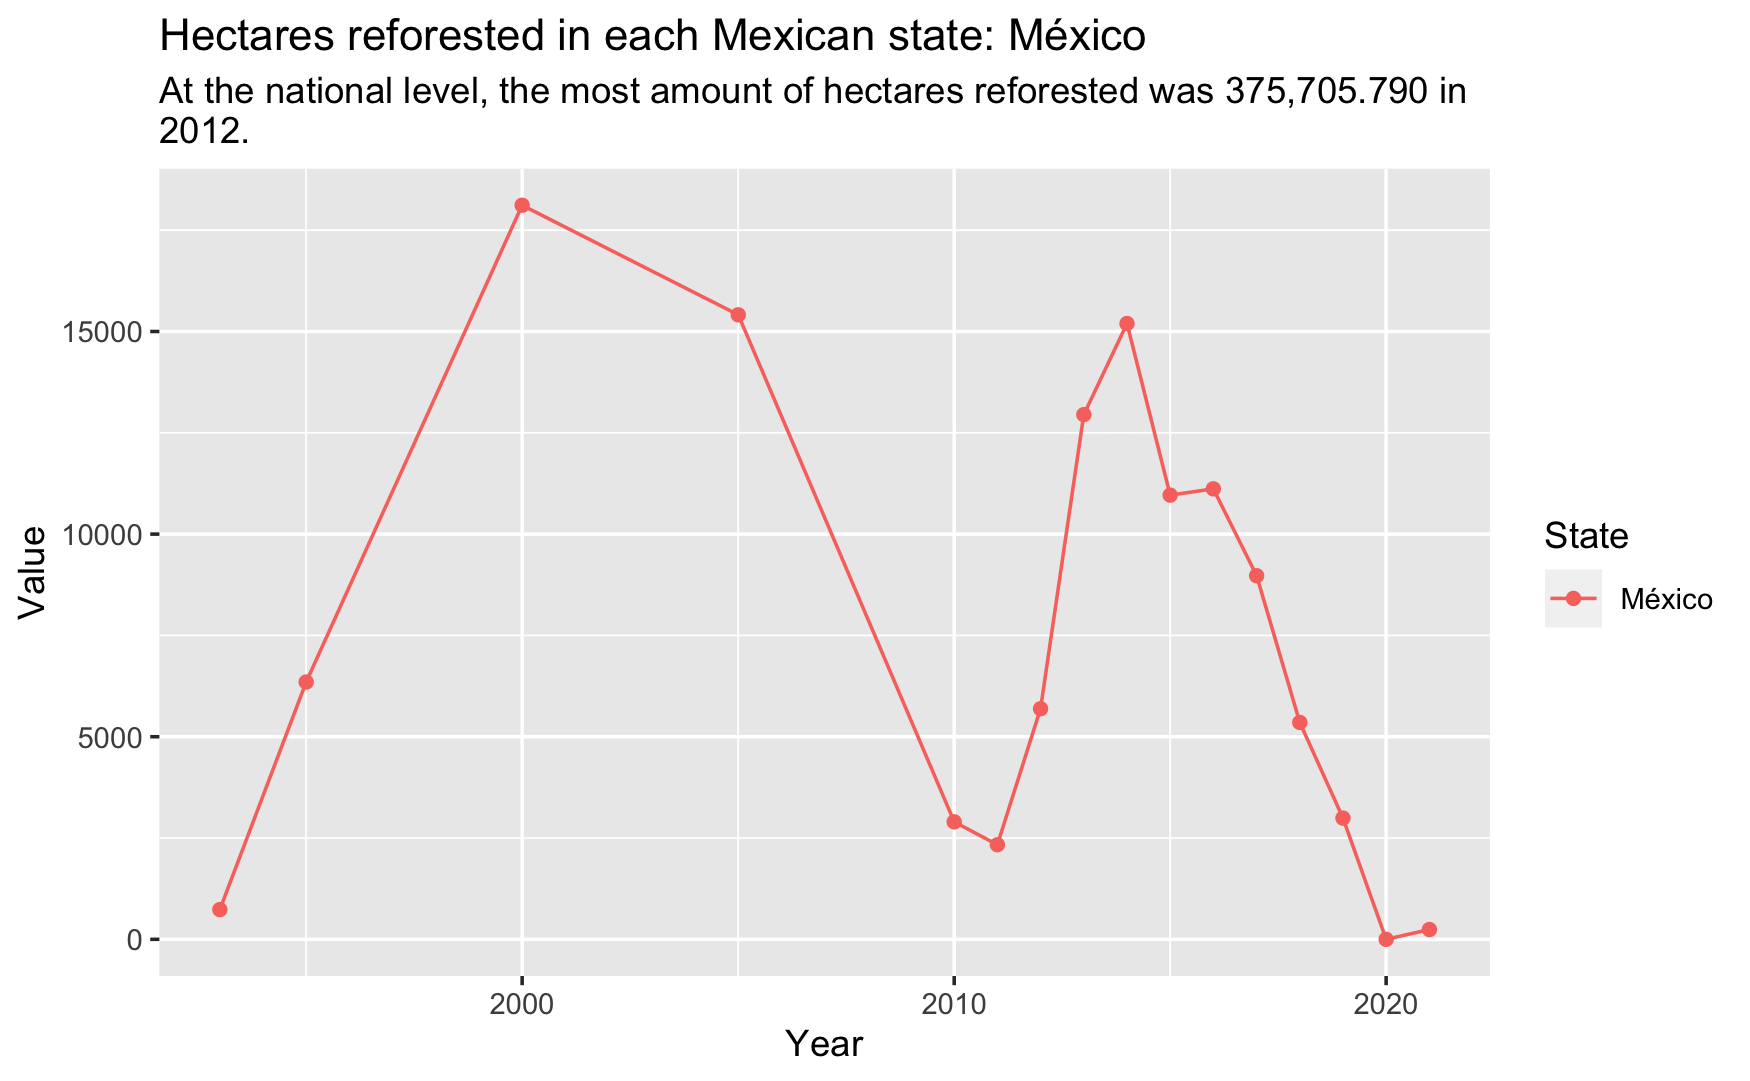 Hectares reforested in each Mexican state: México
At the national level, the most amount of hectares reforested was 375,705.790 in
2012.
15000
10000
5000
0
Value
2000
2010
2020
Year
State
México